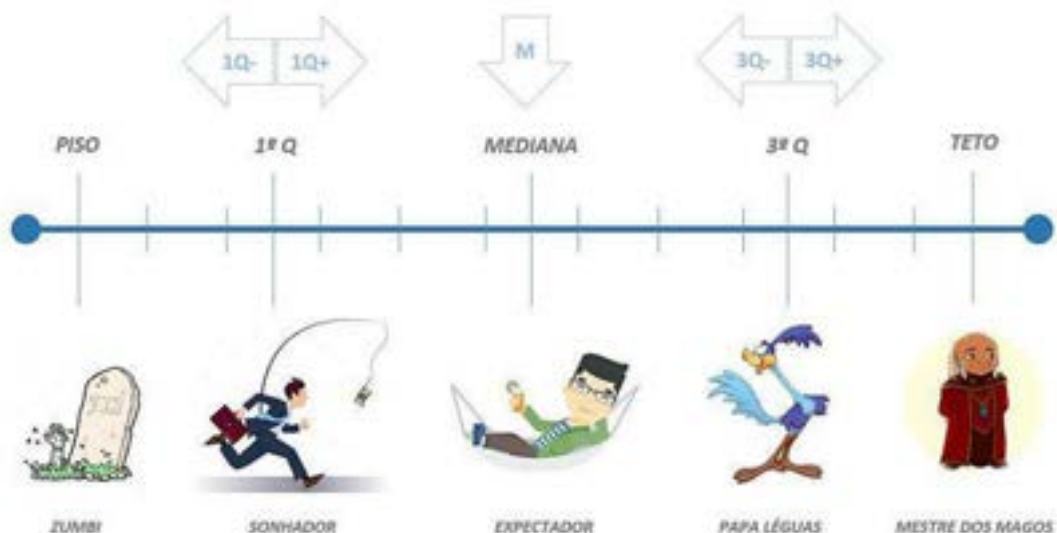 1Q- 1Q+ M 3Q- 3Q+
PISO 1º Q MEDIANA 3º Q TETO
ZUMBI SONHADOR EXPECTADOR PAPA LÉGUAS MESTRE DOS MAGOS